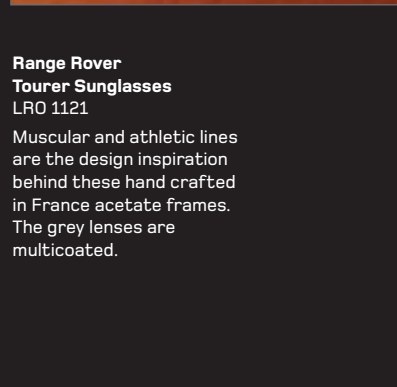 Range Rover
Tourer Sunglasses
LRO 1121
Muscular and athletic lines
are the design inspiration
behind these hand crafted
in France acetate frames.
The grey lenses are
multicoated.